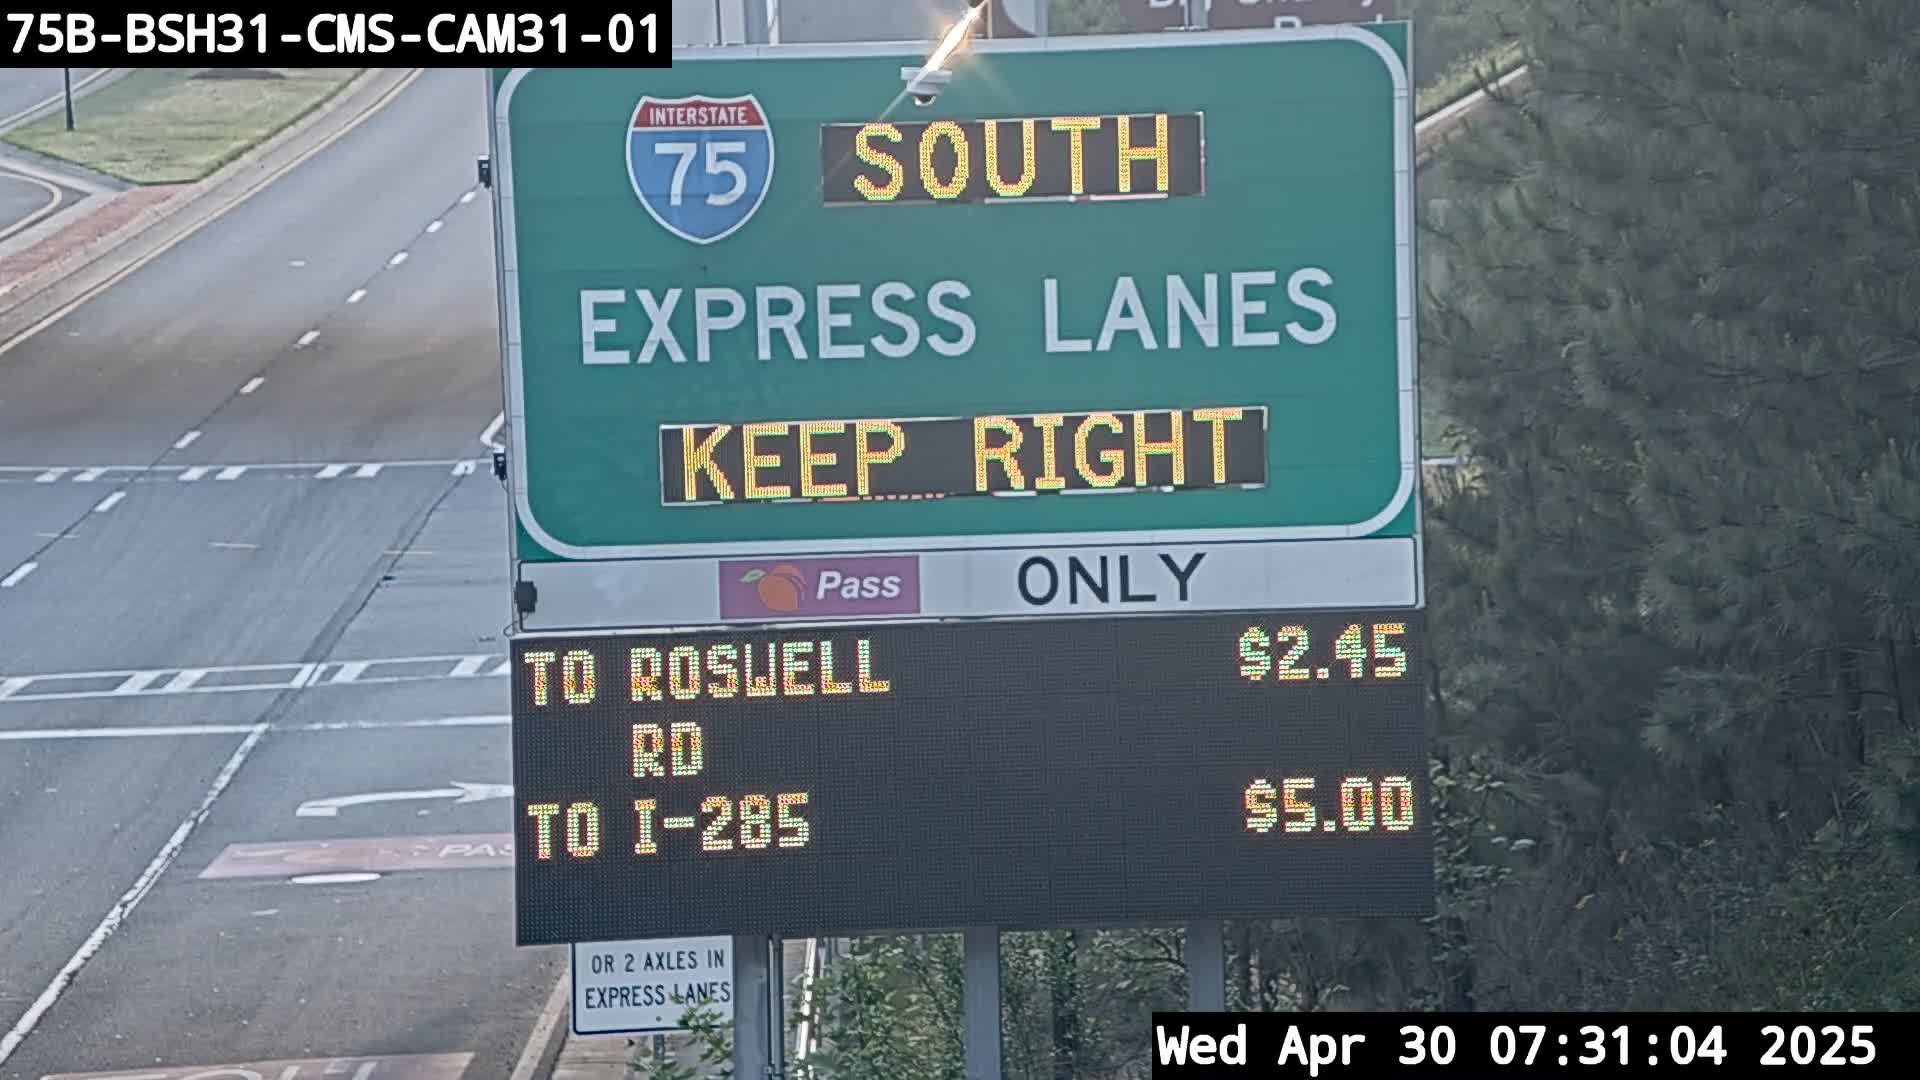 75B-BSH31-CMS-CAM31-01
INTERSTATE
75
SOUTH
EXPRESS LANES
KEEP RIGHT
Pass ONLY
TO ROSWELL $2.45
RD
TO I-285 $5.00
PAS
OR 2 AXLES IN
EXPRESS LANES
Wed Apr 30 07:31:04 2025